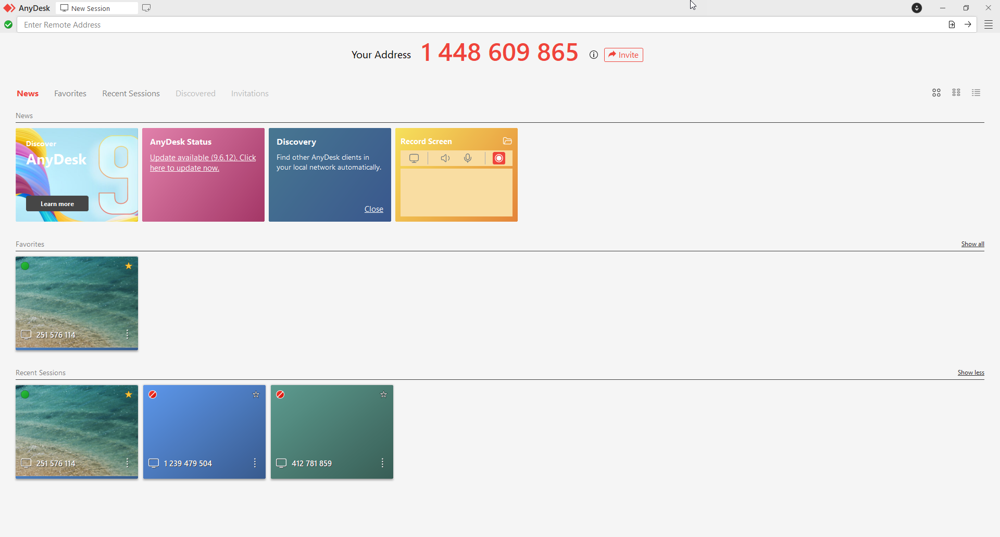 AnyDesk
New Session
Enter Remote Address
Your Address 1 448 609 865 Invite
News Favorites Recent Sessions Discovered Invitations
News
Discover
AnyDesk
9
Learn more
AnyDesk Status
Update available (9.6.12). Click
here to update now.
Discovery
Find other AnyDesk clients in
your local network automatically.
Close
Record Screen
Favorites Show all
251 576 114
Recent Sessions Show less
251 576 114
1 239 479 504
412 781 859